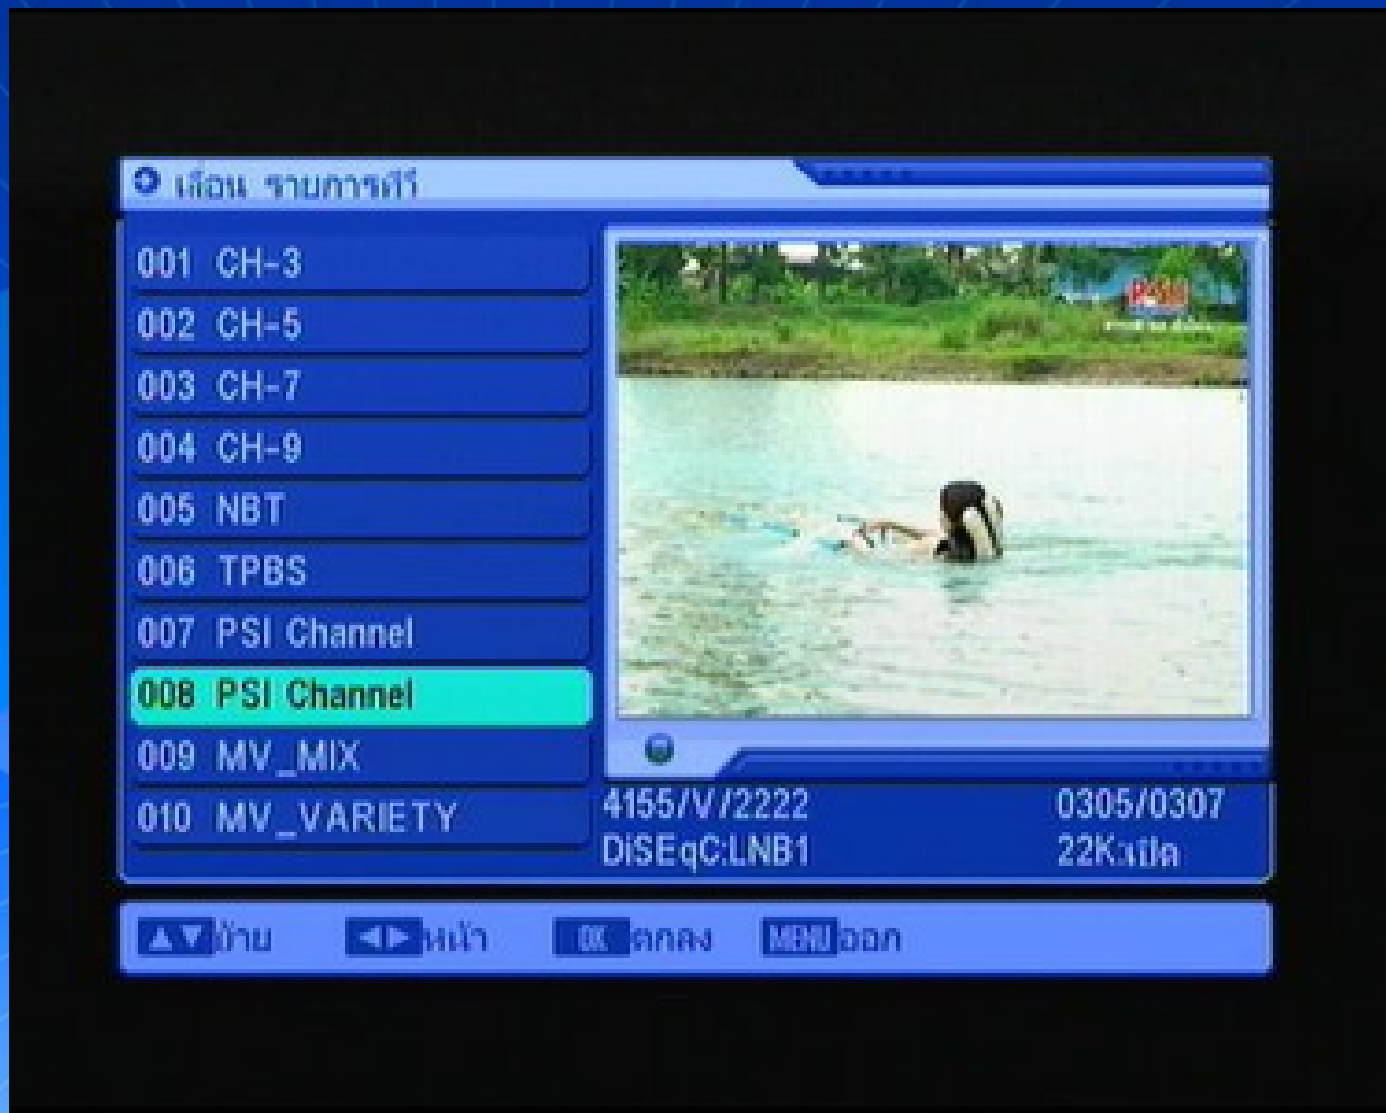 เลื่อน รายการทีวี
001 CH-3
002 CH-5
003 CH-7
004 CH-9
005 NBT
006 TPBS
007 PSI Channel
008 PSI Channel
009 MV_MIX
010 MV_VARIETY
PSI
4155/V/2222 0305/0307
DiSEqC:LNB1 22K:เปิด
ย้าย หน้า OK ตกลง MENU ออก